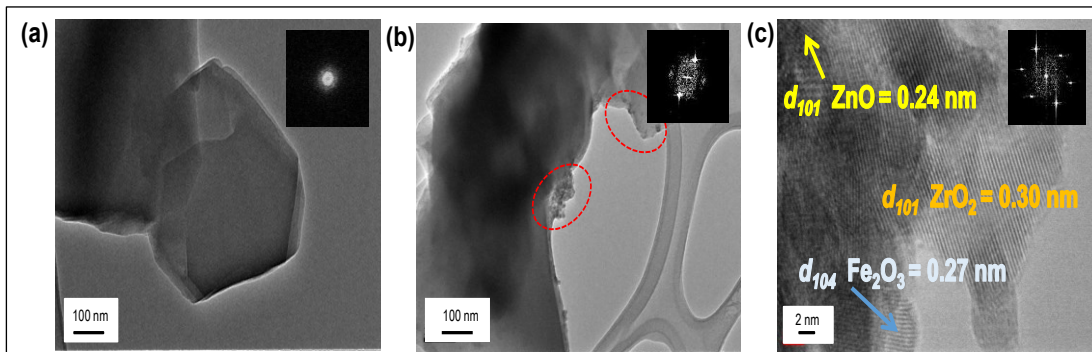 (a)
100 nm
(b)
100 nm
(c)
d101 ZnO = 0.24 nm
d101 ZrO2 = 0.30 nm
d104 Fe2O3 = 0.27 nm
2 nm